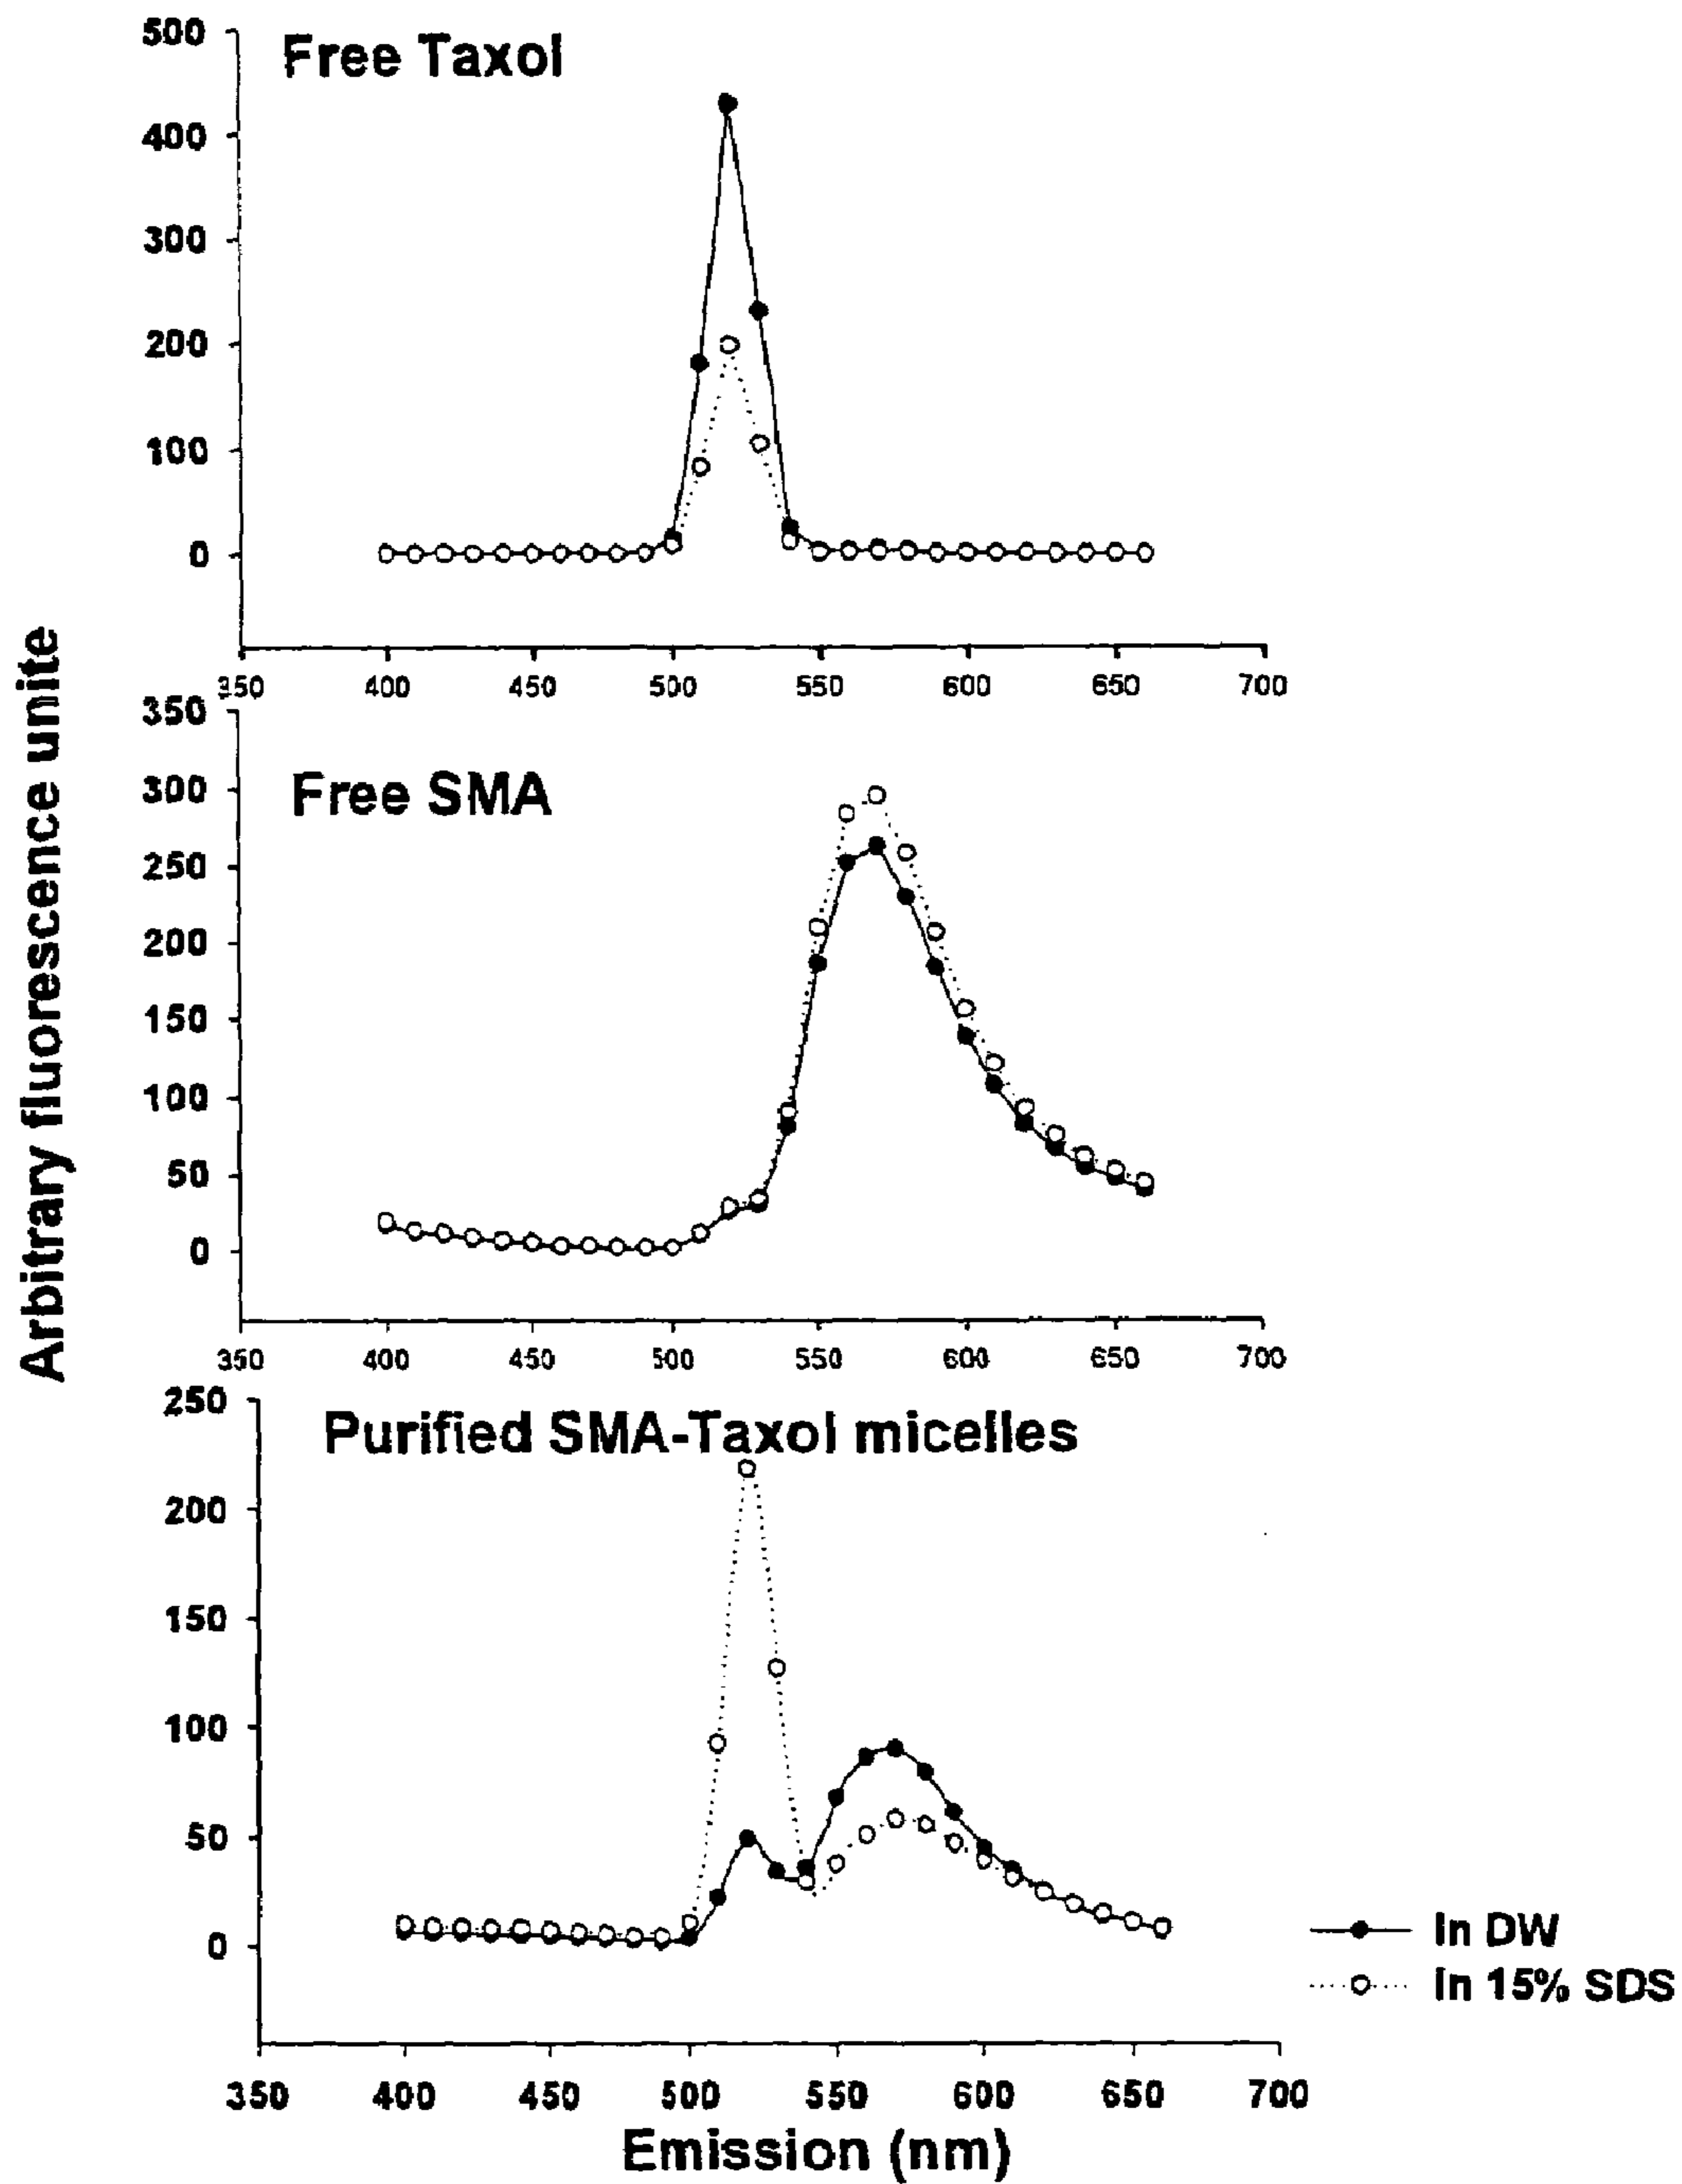 Arbitrary fluorescence unite
Free Taxol
500
400
300
200
100
0
350 400 450 500 550 600 650 700
Free SMA
350
300
250
200
150
100
50
0
350 400 450 500 550 600 650 700
Purified SMA-Taxol micelles
250
200
150
100
50
0
350 400 450 500 550 600 650 700
Emission (nm)
In DW
In 15% SDS